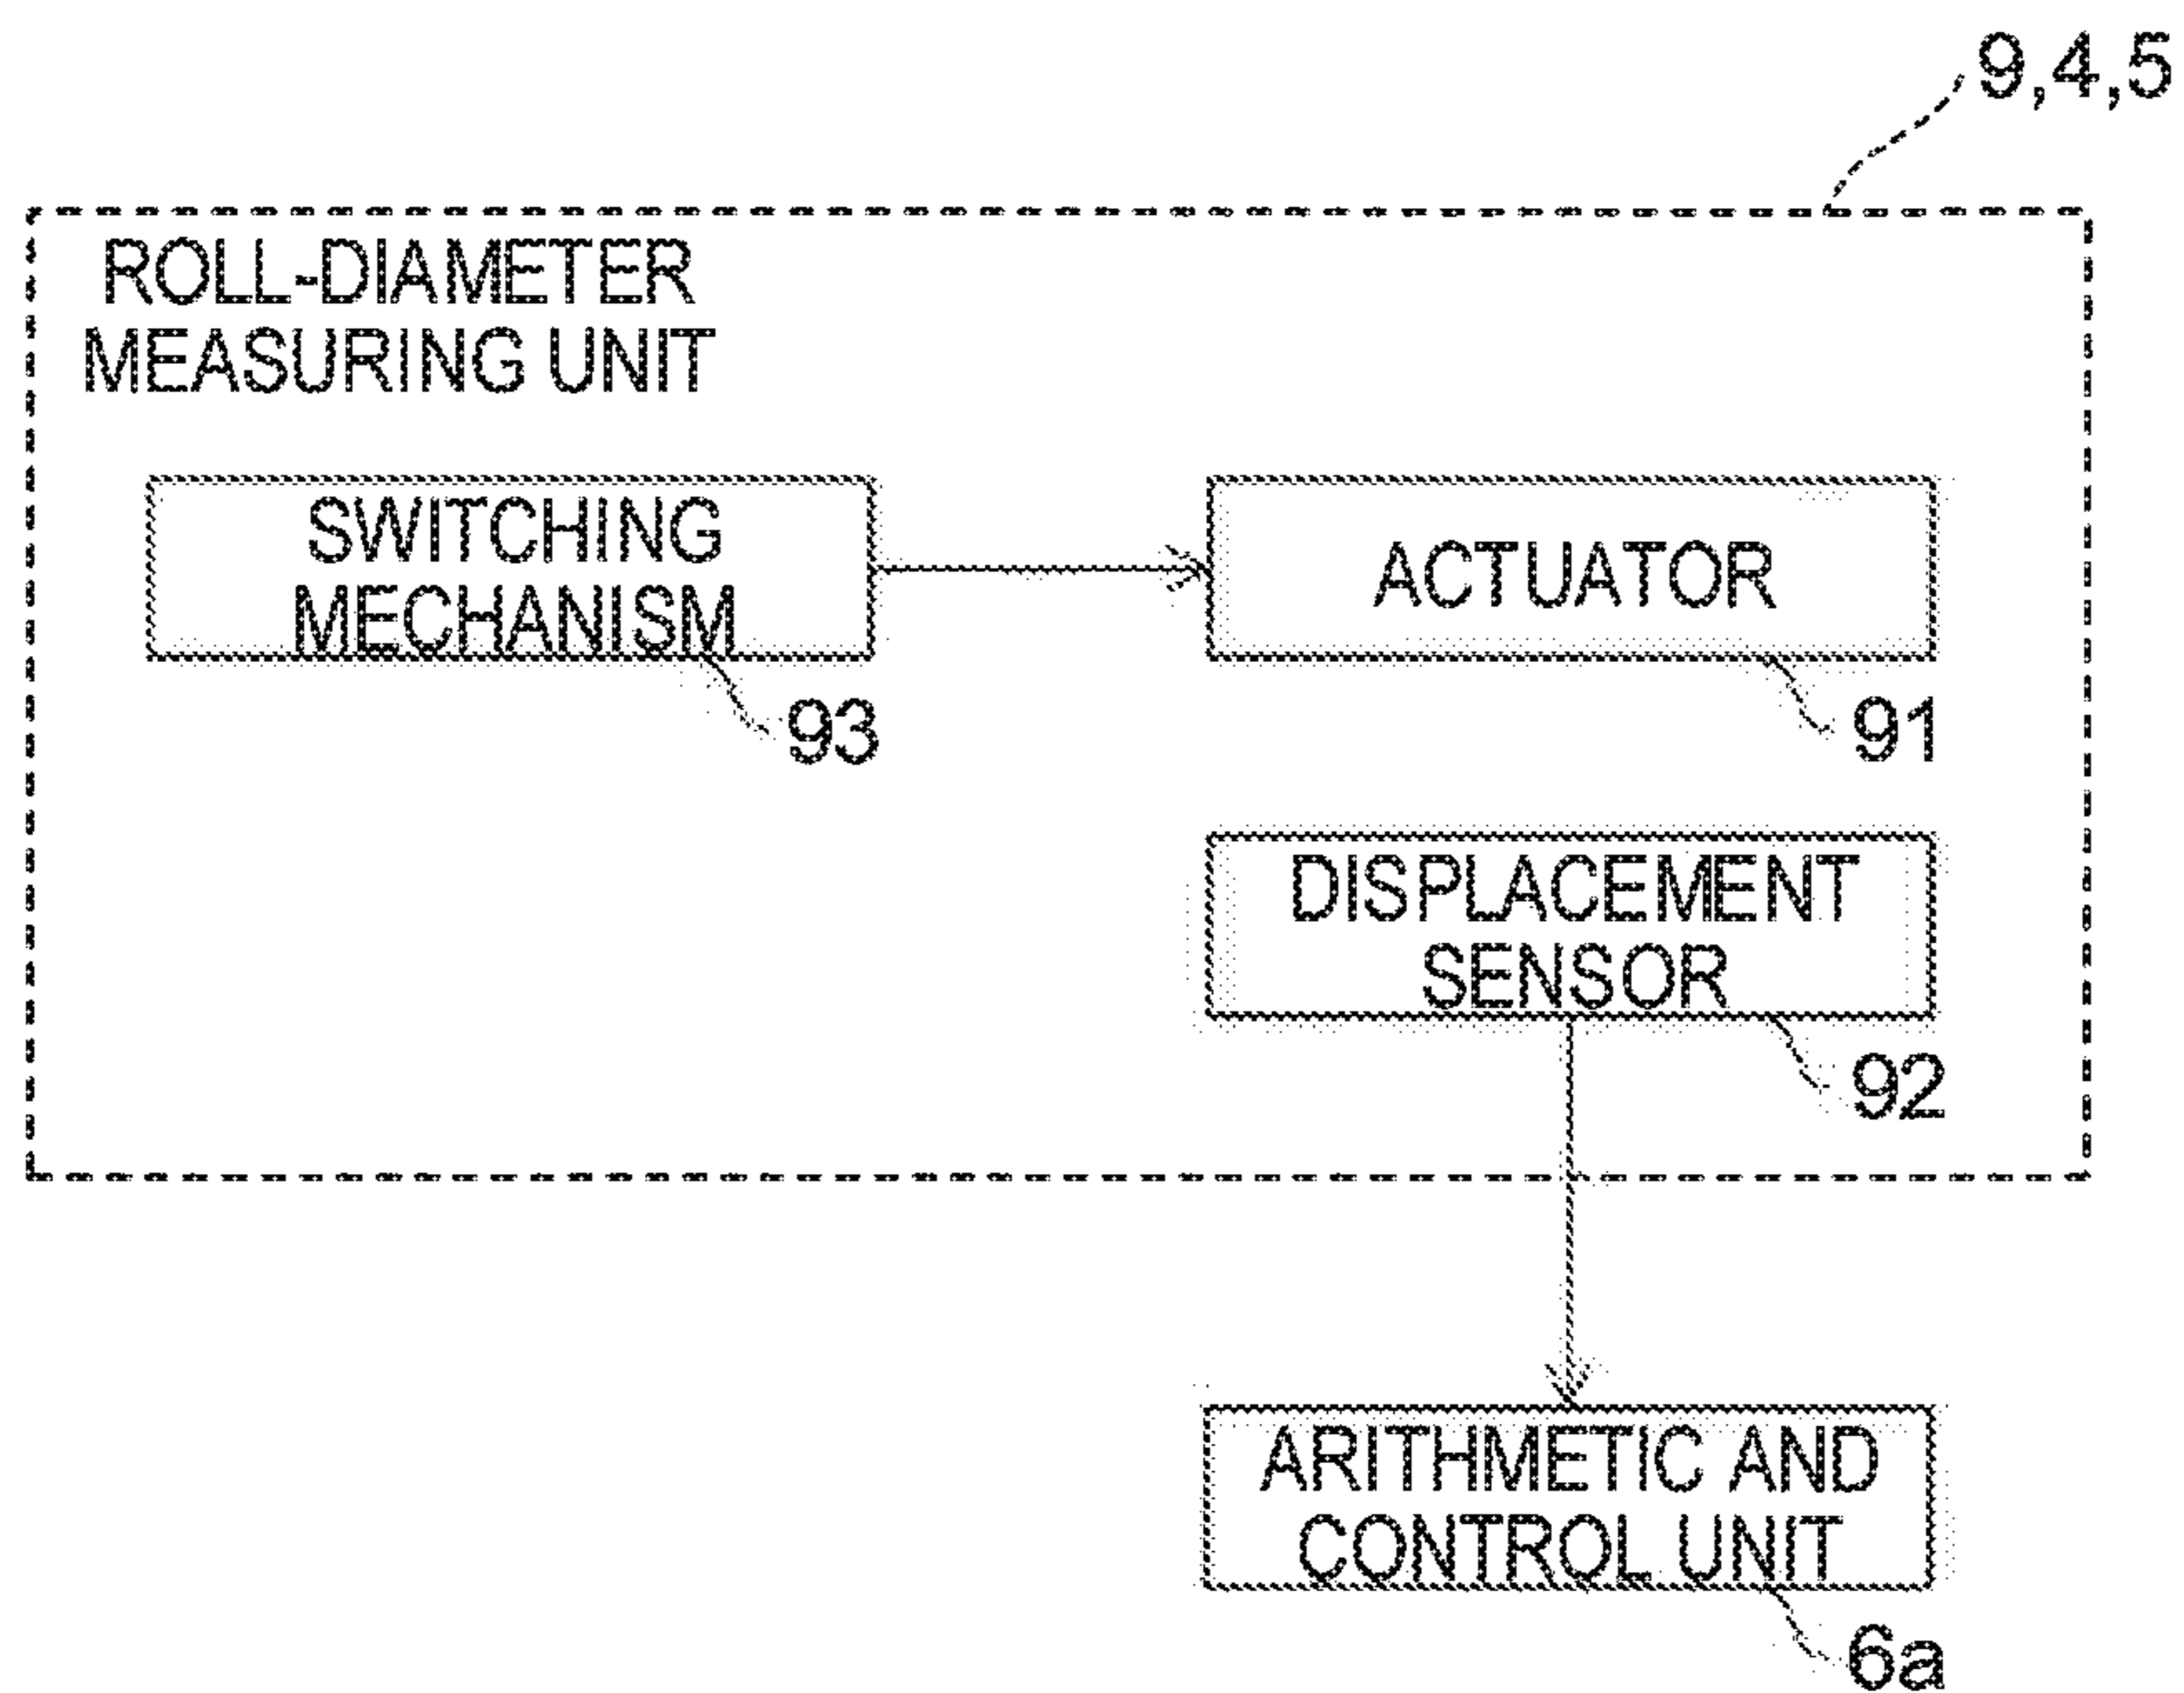 9,4,5
ROLL-DIAMETER
MEASURING UNIT
SWITCHING
MECHANISM
93
ACTUATOR
91
DISPLACEMENT
SENSOR
92
ARITHMETIC AND
CONTROL UNIT
6a